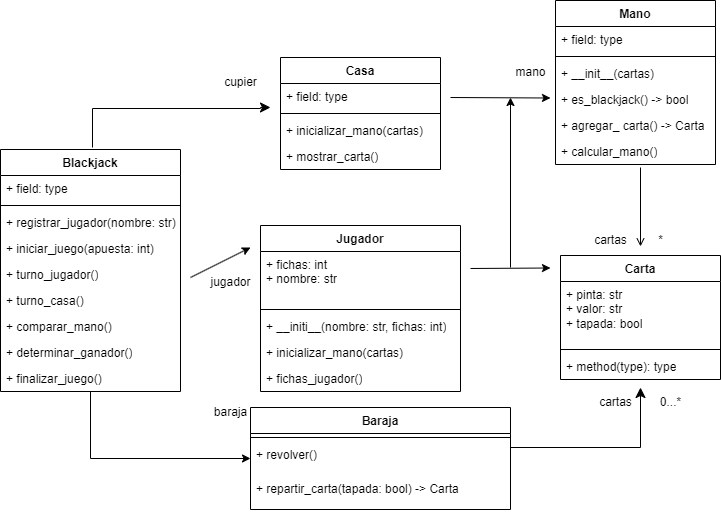 Mano
+ field: type
+ __init__(cartas)
+ es_blackjack() -> bool
+ agregar_ carta() -> Carta
+ calcular_mano()
cupier
Casa
+ field: type
+ inicializar_mano(cartas)
+ mostrar_carta()
mano
Blackjack
+ field: type
+ registrar_jugador(nombre: str)
+ iniciar_juego(apuesta: int)
+ turno_jugador()
+ turno_casa()
+ comparar_mano()
+ determinar_ganador()
+ finalizar_juego()
jugador
Jugador
+ fichas: int
+ nombre: str
+ __initi__(nombre: str, fichas: int)
+ inicializar_mano(cartas)
+ fichas_jugador()
cartas *
Carta
+ pinta: str
+ valor: str
+ tapada: bool
+ method(type): type
cartas 0...*
baraja
Baraja
+ revolver()
+ repartir_carta(tapada: bool) -> Carta